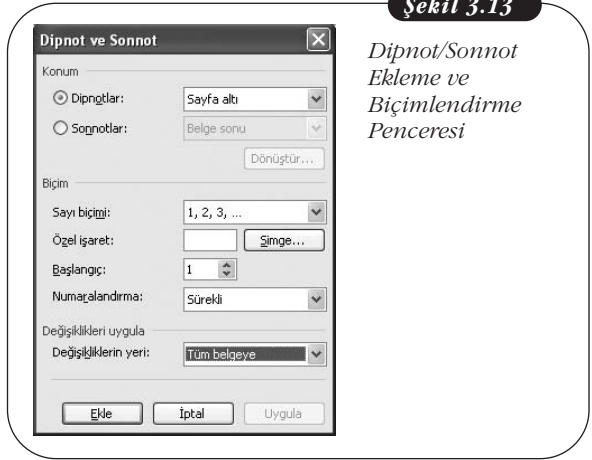 Şekil 3.13
Dipnot/Sonnot
Ekleme ve
Biçimlendirme
Penceresi
Dipnot ve Sonnot
Konum
Dipnotlar: Sayfa altı
Sonnotlar: Belge sonu
Dönüştür...
Biçim
Sayı biçimi: 1, 2, 3, ...
Özel işaret: Simge...
Başlangıç: 1
Numaralandırma: Sürekli
Değişiklikleri uygula
Değişikliklerin yeri: Tüm belgeye
Ekle İptal Uygula